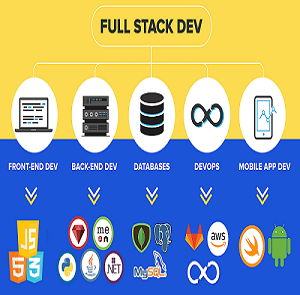 FULL STACK DEV
FRONT-END DEV
BACK-END DEV
DATABASES
DEVOPS
MOBILE APP DEV
JS
5
3
me
n
aws
Java
.NET
MySQL